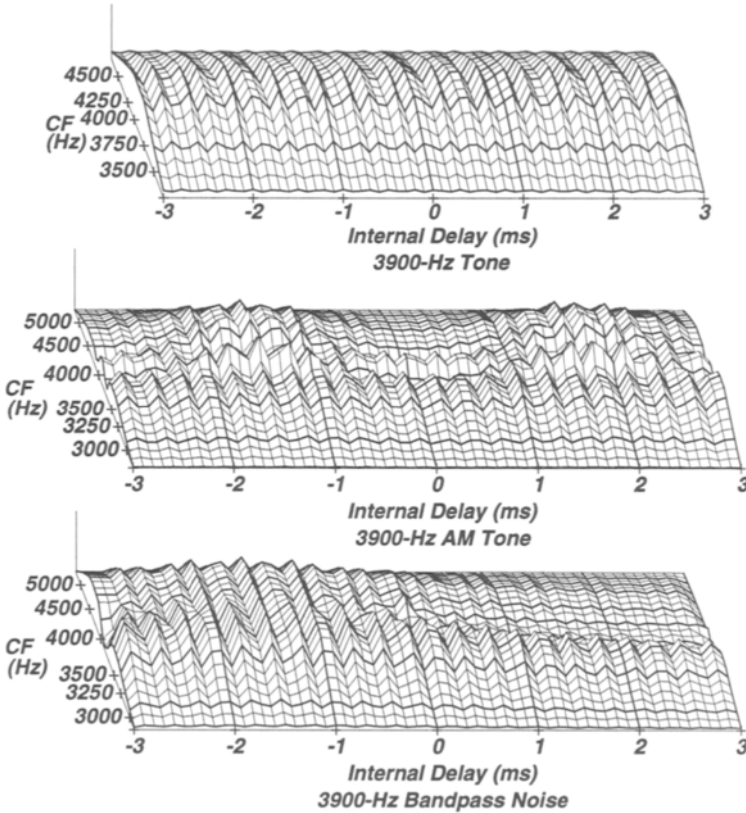 4500
4250
4000
CF
(Hz)
3750
3500
-3 -2 -1 0 1 2 3
Internal Delay (ms)
3900-Hz Tone
5000
4500
4000
CF
(Hz)
3500
3250
3000
-3 -2 -1 0 1 2 3
Internal Delay (ms)
3900-Hz AM Tone
5000
4500
4000
CF
(Hz)
3500
3250
3000
-3 -2 -1 0 1 2 3
Internal Delay (ms)
3900-Hz Bandpass Noise